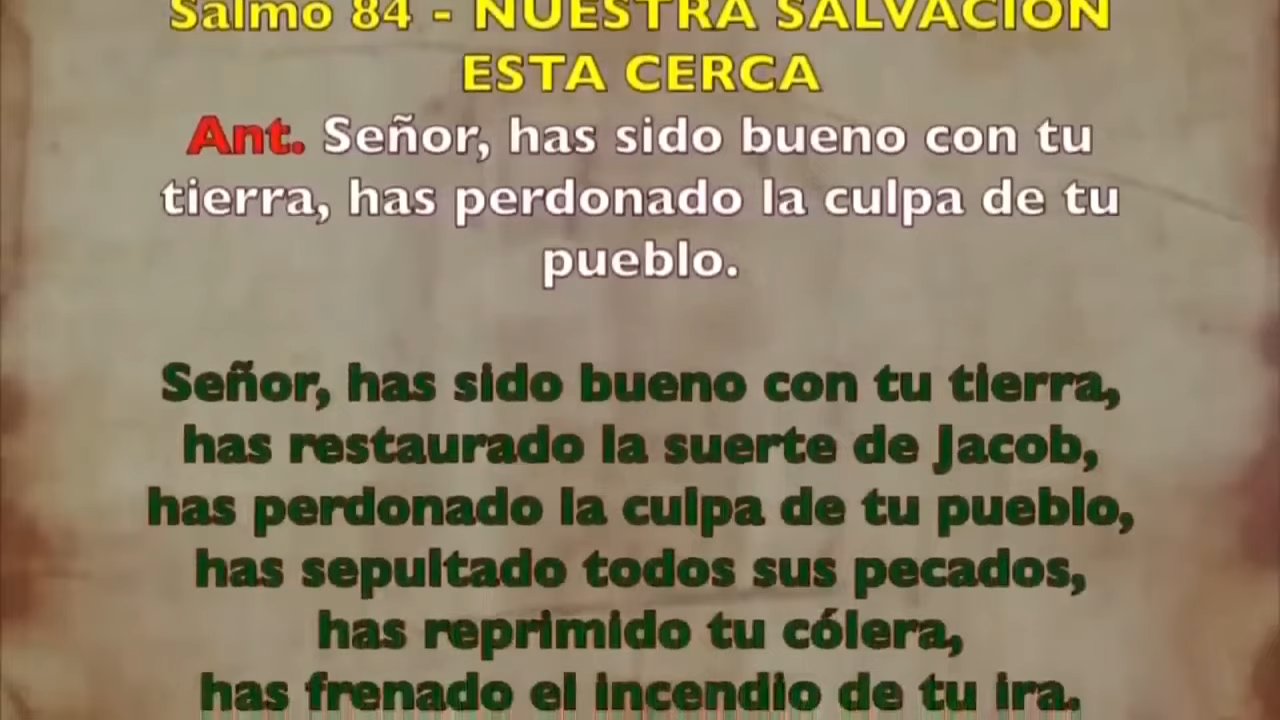 Salmo 84 - NUESTRA SALVACION
ESTA CERCA
Ant. Señor, has sido bueno con tu
tierra, has perdonado la culpa de tu
pueblo.
Señor, has sido bueno con tu tierra,
has restaurado la suerte de Jacob,
has perdonado la culpa de tu pueblo,
has sepultado todos sus pecados,
has reprimido tu cólera,
has frenado el incendio de tu ira.